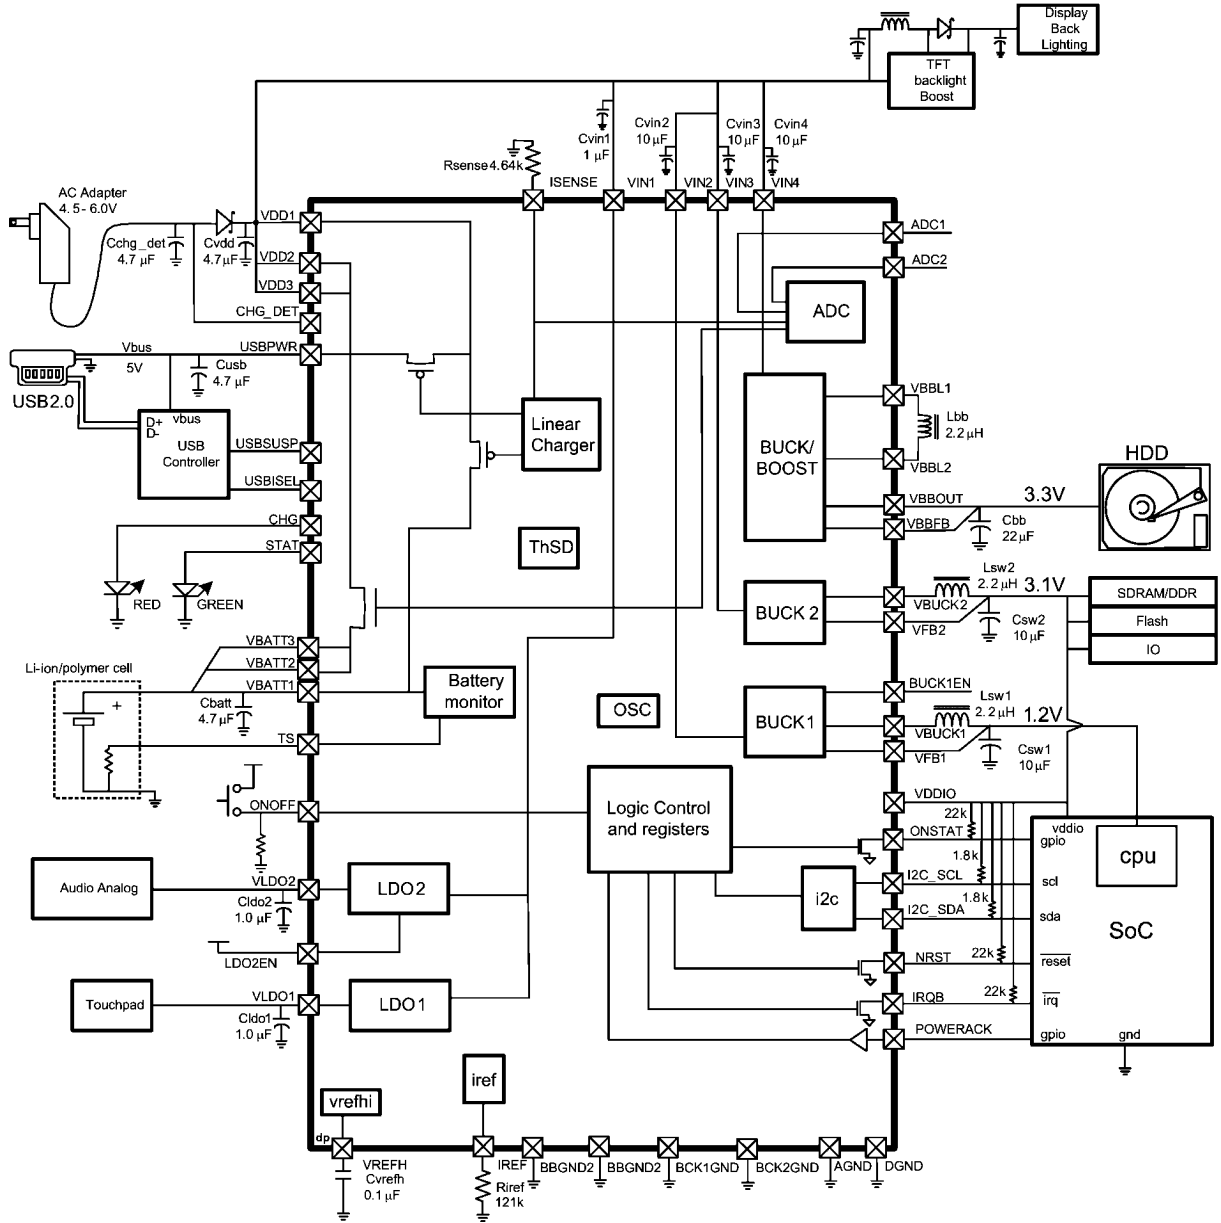 Display
Back
Lighting
TFT
backlight
Boost
Cvin1
1 µF
Cvin2
10 µF
Cvin3
10 µF
Cvin4
10 µF
Rsense 4.64k
ISENSE
VIN1
VIN2
VIN3
VIN4
AC Adapter
4.5-6.0V
Cchg_det
4.7 µF
Cvdd
4.7 µF
VDD1
VDD2
VDD3
CHG_DET
ADC1
ADC2
ADC
Vbus
5V
USBPWR
Cusb
4.7 µF
USB2.0
D+
D-
vbus
USB
Controller
USBSUSP
USBISEL
Linear
Charger
BUCK/
BOOST
VBBL1
Lbb
2.2 µH
VBBL2
VBBOUT
VBBFB
3.3V
Cbb
22 µF
HDD
CHG
STAT
RED
GREEN
ThSD
BUCK 2
Lsw2
2.2 µH
3.1V
VBUCK2
VFB2
Csw2
10 µF
SDRAM/DDR
Flash
IO
VBATT3
VBATT2
VBATT1
Li-ion/polymer cell
+
Cbatt
4.7 µF
TS
Battery
monitor
OSC
BUCK1
BUCK1EN
Lsw1
2.2 µH
1.2V
VBUCK1
VFB1
Csw1
10 µF
ONOFF
Logic Control
and registers
VDDIO
22k
ONSTAT
1.8k
I2C_SCL
1.8k
I2C_SDA
NRST
22k
IRQB
22k
POWERACK
i2c
vddio
gpio
cpu
scl
sda
SoC
reset
irq
gpio
gnd
Audio Analog
VLDO2
Cldo2
1.0 µF
LDO2
LDO2EN
Touchpad
VLDO1
Cldo1
1.0 µF
LDO1
vrefhi
iref
dp
VREFH
Cvrefh
0.1 µF
IREF
Riref
121k
BBGND2
BBGND2
BCK1GND
BCK2GND
AGND
DGND